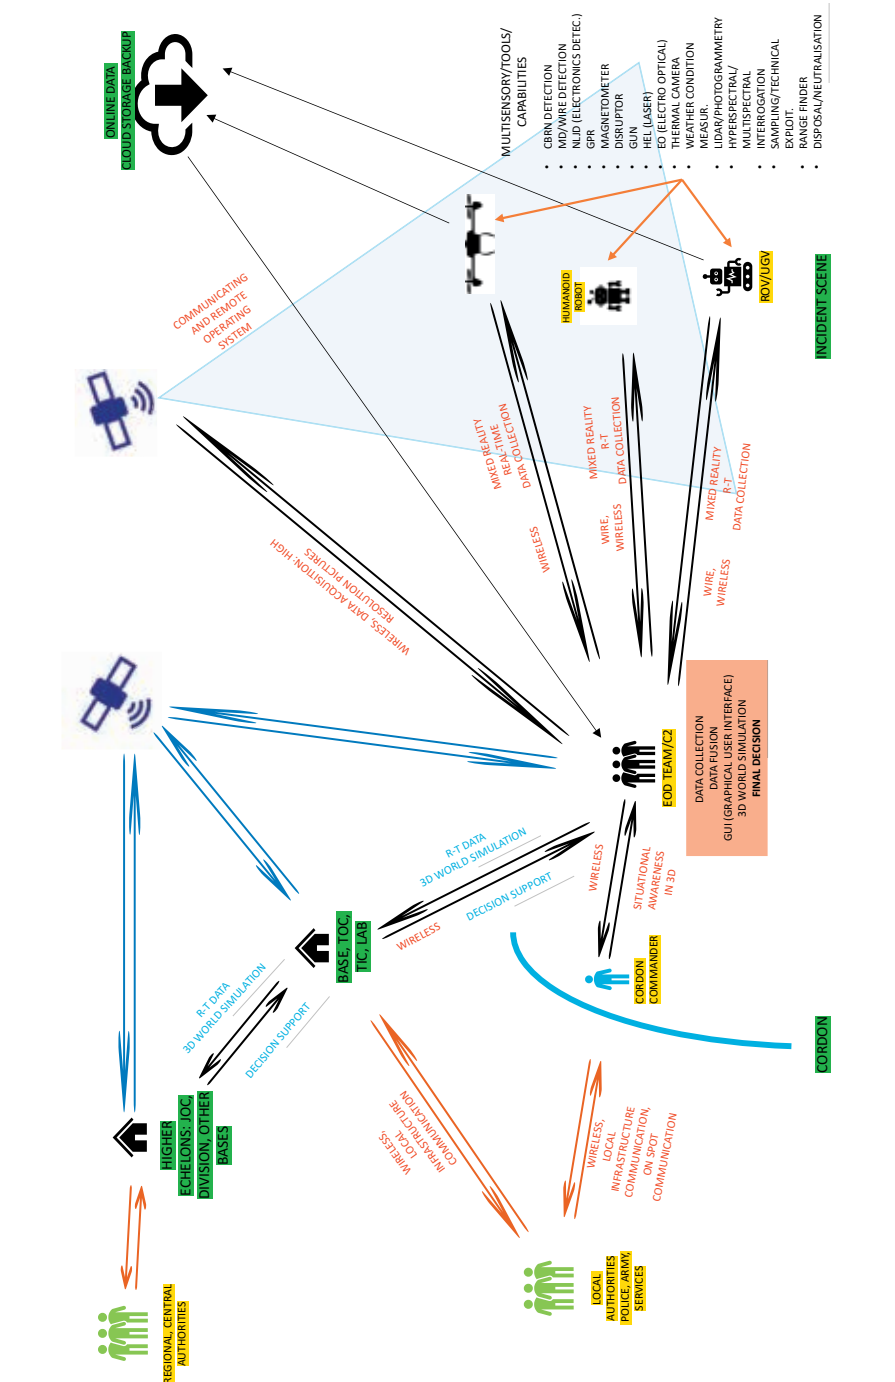 ONLINE DATA
CLOUD STORAGE BACKUP
MULTISENSORY/TOOLS/
CAPABILITIES
• CBRN DETECTION
• MD/WIRE DETECTION
• NLJD (ELECTRONICS DETEC.)
• GPR
• MAGNETOMETER
• DISRUPTOR
• GUN
• HEL (LASER)
• EO (ELECTRO OPTICAL)
• THERMAL CAMERA
• WEATHER CONDITION
MEASUR.
• LIDAR/PHOTOGRAMMETRY
• HYPERSPECTRAL/
MULTISPECTRAL
• INTERROGATION
• SAMPLING/TECHNICAL
EXPLOIT.
• RANGE FINDER
• DISPOSAL/NEUTRALISATION
COMMUNICATING
AND REMOTE
OPERATING
SYSTEM
HUMANOID
ROBOT
ROV/UGV
INCIDENT SCENE
WIRELESS, DATA ACQUISITION: HIGH
RESOLUTION PICTURES
MIXED REALITY
REAL-TIME
DATA COLLECTION
WIRELESS
MIXED REALITY
R-T
DATA COLLECTION
WIRE,
WIRELESS
MIXED REALITY
R-T
DATA COLLECTION
WIRE,
WIRELESS
EOD TEAM/C2
DATA COLLECTION
DATA FUSION
GUI (GRAPHICAL USER INTERFACE)
3D WORLD SIMULATION
FINAL DECISION
R-T DATA
3D WORLD SIMULATION
DECISION SUPPORT
WIRELESS
WIRELESS
SITUATIONAL
AWARENESS
IN 3D
BASE, TOC,
TIC, LAB
CORDON
COMMANDER
CORDON
R-T DATA
3D WORLD SIMULATION
DECISION SUPPORT
HIGHER
ECHELONS: JOC,
DIVISION, OTHER
BASES
WIRELESS,
LOCAL
INFRASTRUCTURE
COMMUNICATION
WIRELESS,
LOCAL
INFRASTRUCTURE
COMMUNICATION,
ON SPOT
COMMUNICATION
REGIONAL, CENTRAL
AUTHORITIES
LOCAL
AUTHORITIES
POLICE, ARMY,
SERVICES